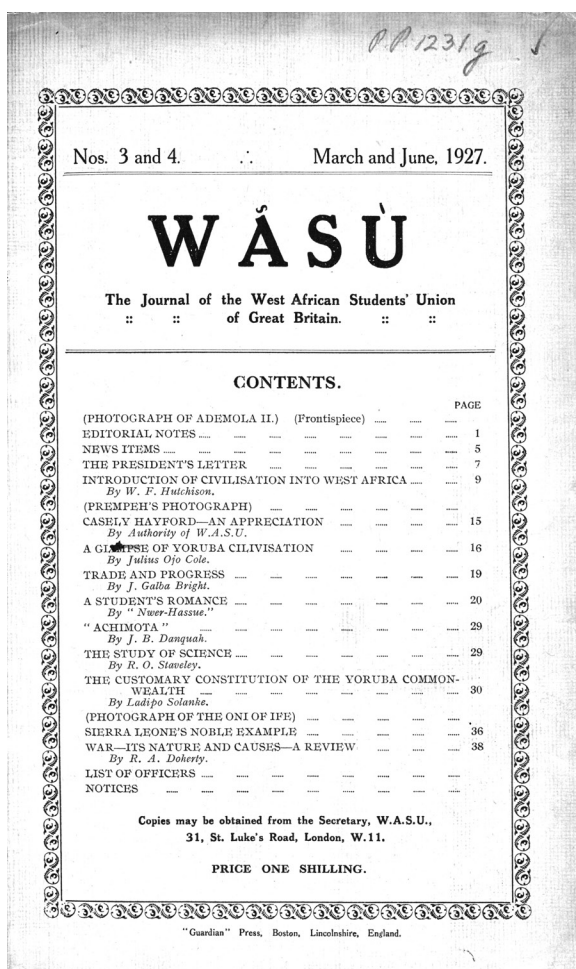 P.P. 1231.g
Nos. 3 and 4. ∴ March and June, 1927.
WÅSÙ
The Journal of the West African Students' Union
:: :: of Great Britain. :: ::
CONTENTS.
PAGE
(PHOTOGRAPH OF ADEMOLA II.) (Frontispiece) ...... ...... ......
EDITORIAL NOTES ...... ...... ...... ...... ...... ...... ...... ...... 1
NEWS ITEMS ...... ...... ...... ...... ...... ...... ...... ...... ...... 5
THE PRESIDENT'S LETTER ...... ...... ...... ...... ...... ...... 7
INTRODUCTION OF CIVILISATION INTO WEST AFRICA ...... ...... 9
By W. F. Hutchison.
(PREMPEH'S PHOTOGRAPH) ...... ...... ...... ...... ...... ......
CASELY HAYFORD—AN APPRECIATION ...... ...... ...... ...... 15
By Authority of W.A.S.U.
A GLIMPSE OF YORUBA CILIVISATION ...... ...... ...... ...... 16
By Julius Ojo Cole.
TRADE AND PROGRESS ...... ...... ...... ...... ...... ...... ...... 19
By J. Galba Bright.
A STUDENT'S ROMANCE ...... ...... ...... ...... ...... ...... ...... 20
By "Nwer-Hassue."
"ACHIMOTA" ...... ...... ...... ...... ...... ...... ...... ...... 29
By J. B. Danquah.
THE STUDY OF SCIENCE ...... ...... ...... ...... ...... ...... ...... 29
By R. O. Staveley.
THE CUSTOMARY CONSTITUTION OF THE YORUBA COMMON-
WEALTH ...... ...... ...... ...... ...... ...... ...... ...... 30
By Ladipo Solanke.
(PHOTOGRAPH OF THE ONI OF IFE) ...... ...... ...... ...... ......
SIERRA LEONE'S NOBLE EXAMPLE ...... ...... ...... ...... ...... 36
WAR—ITS NATURE AND CAUSES—A REVIEW ...... ...... ...... 38
By R. A. Doherty.
LIST OF OFFICERS ...... ...... ...... ...... ...... ...... ...... ......
NOTICES ...... ...... ...... ...... ...... ...... ...... ...... ......
Copies may be obtained from the Secretary, W.A.S.U.,
31, St. Luke's Road, London, W.11.
PRICE ONE SHILLING.
"Guardian" Press, Boston, Lincolnshire, England.